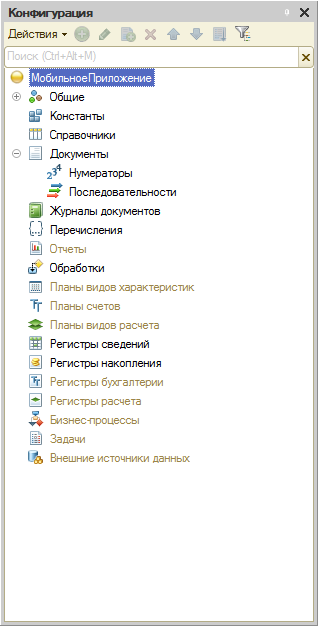 Конфигурация
Действия
Поиск (Ctrl+Alt+M)
МобильноеПриложение
Общие
Константы
Справочники
Документы
Нумераторы
Последовательности
Журналы документов
Перечисления
Отчеты
Обработки
Планы видов характеристик
Планы счетов
Планы видов расчета
Регистры сведений
Регистры накопления
Регистры бухгалтерии
Регистры расчета
Бизнес-процессы
Задачи
Внешние источники данных